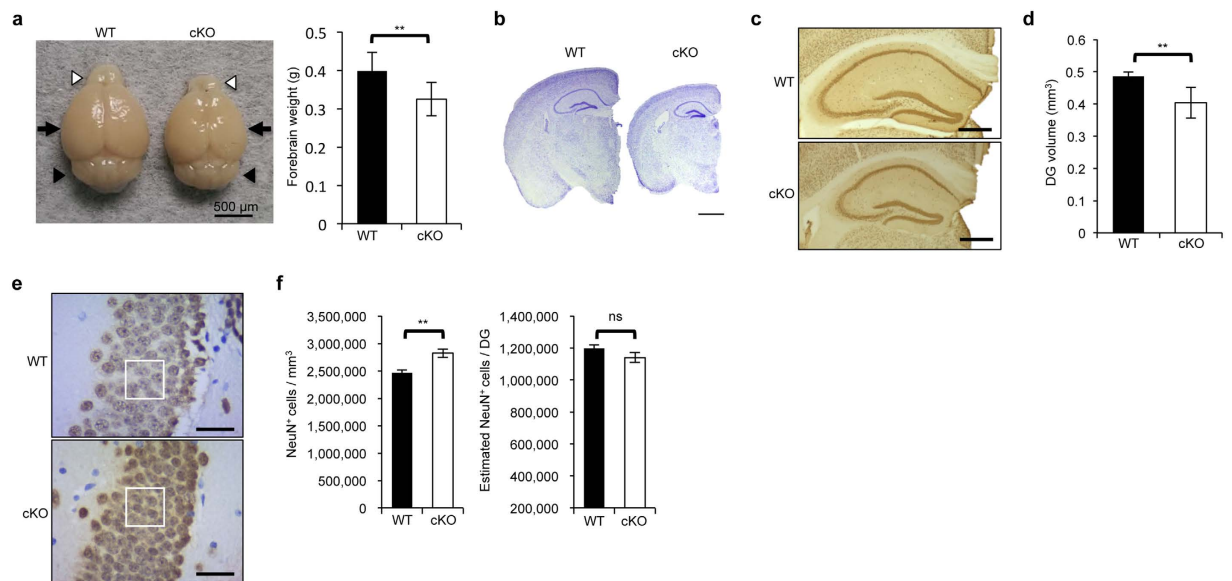 a
WT
cKO
500 µm
Forebrain weight (g)
0.5
0.4
0.3
0.2
0.1
0
**
WT
cKO
b
WT
cKO
c
WT
cKO
d
DG volume (mm³)
0.6
0.5
0.4
0.3
0.2
0.1
0
**
WT
cKO
e
WT
cKO
f
NeuN⁺ cells / mm³
3,500,000
3,000,000
2,500,000
2,000,000
1,500,000
1,000,000
500,000
0
**
WT
cKO
Estimated NeuN⁺ cells / DG
1,400,000
1,200,000
1,000,000
800,000
600,000
400,000
200,000
ns
WT
cKO